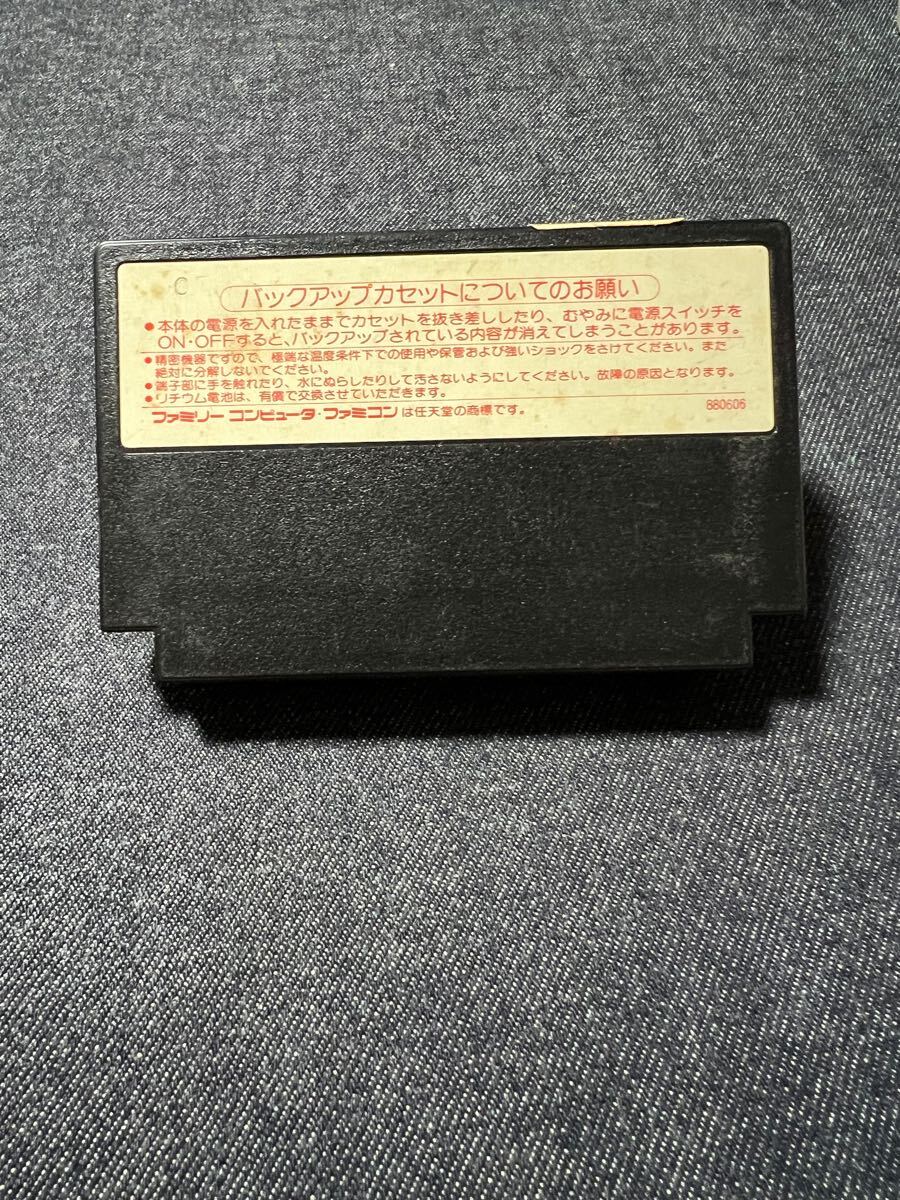 バックアップカセットについてのお願い
●本体の電源を入れたままでカセットを抜き差ししたり、むやみに電源スイッチを
ON・OFFすると、バックアップされている内容が消えてしまうことがあります。
●精密機器ですので、極端な温度条件下での使用や保管および強いショックをさけてください。また
絶対に分解しないでください。
●端子部に手を触れたり、水にぬらしたりして汚さないようにしてください。故障の原因となります。
●リチウム電池は、有償で交換させていただきます。
ファミリー コンピュータ・ファミコン は任天堂の商標です。
880606